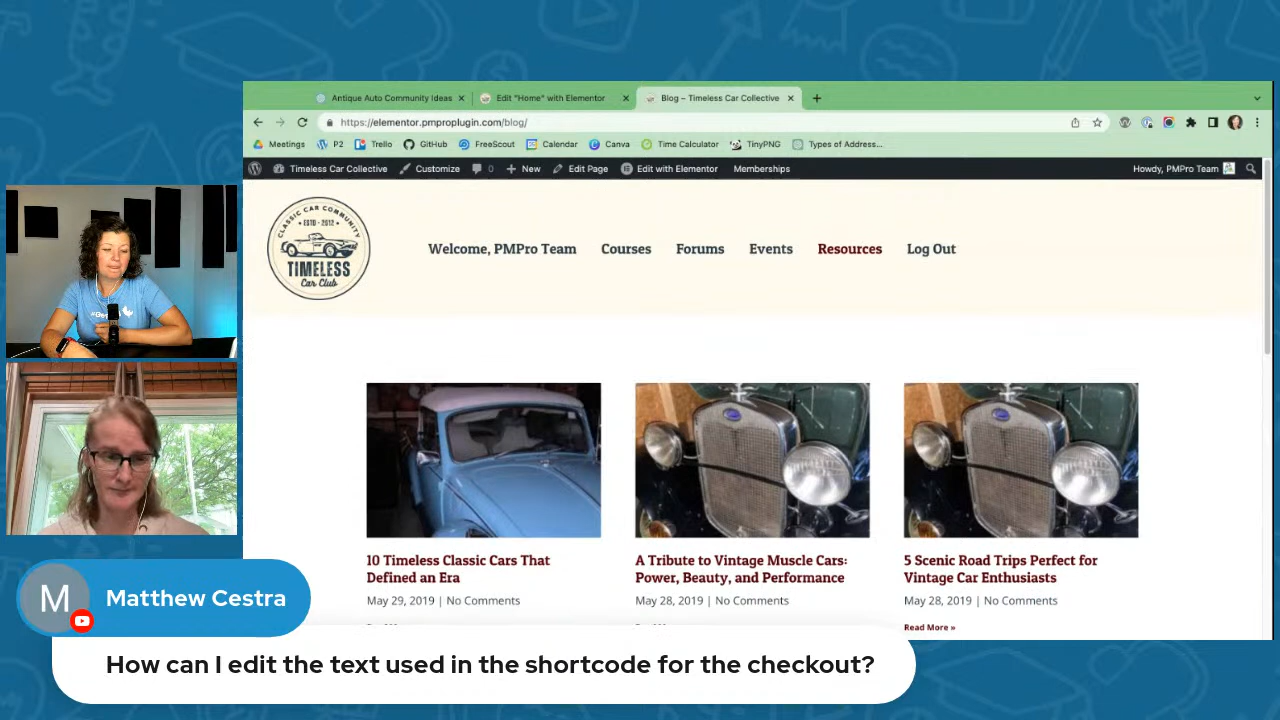 Antique Auto Community Ideas
Edit "Home" with Elementor
Blog – Timeless Car Collective
https://elementor.pmproplugin.com/blog/
Meetings
P2
Trello
GitHub
FreeScout
Calendar
Canva
Time Calculator
TinyPNG
Types of Address...
Timeless Car Collective
Customize
0
New
Edit Page
Edit with Elementor
Memberships
Howdy, PMPro Team
CLASSIC CAR COMMUNITY
ESTD - 2012
TIMELESS
Car Club
Welcome, PMPro Team
Courses
Forums
Events
Resources
Log Out
10 Timeless Classic Cars That
Defined an Era
May 29, 2019 | No Comments
A Tribute to Vintage Muscle Cars:
Power, Beauty, and Performance
May 28, 2019 | No Comments
5 Scenic Road Trips Perfect for
Vintage Car Enthusiasts
May 28, 2019 | No Comments
Read More »
M
Matthew Cestra
How can I edit the text used in the shortcode for the checkout?